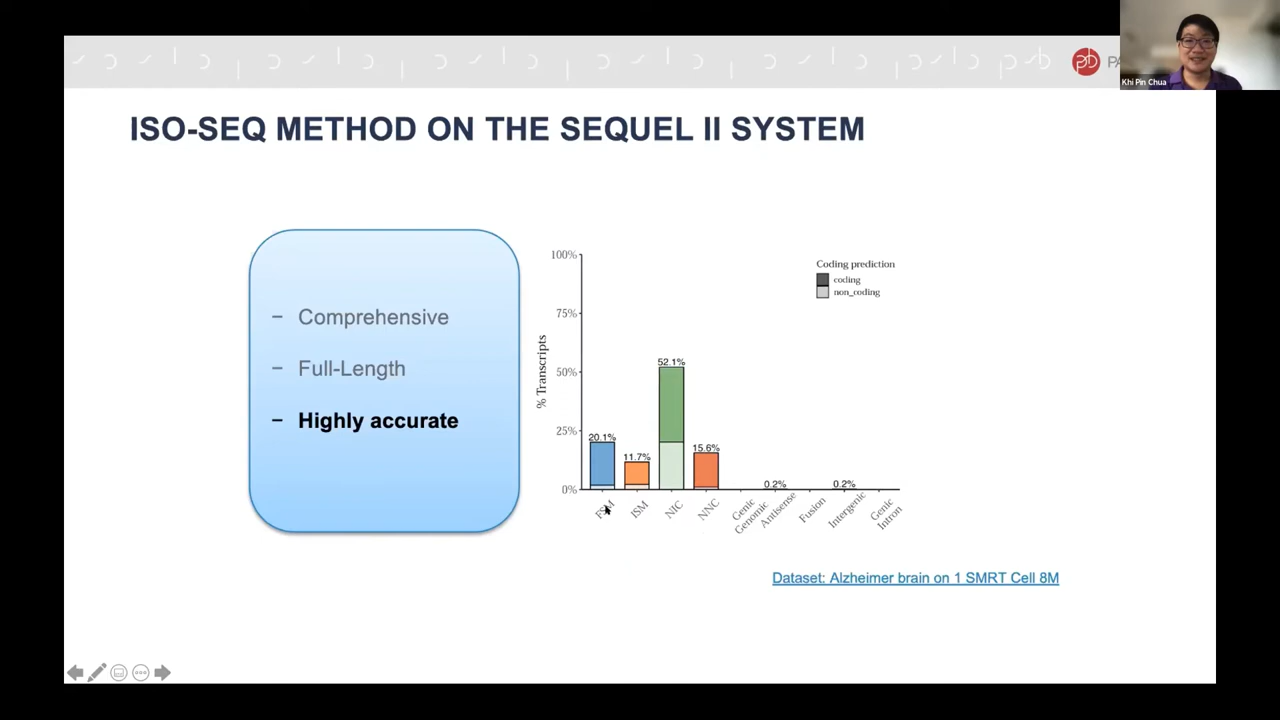 Khi Pin Chua
ISO-SEQ METHOD ON THE SEQUEL II SYSTEM
– Comprehensive
– Full-Length
– Highly accurate
% Transcripts
100%
75%
50%
25%
0%
20.1%
11.7%
52.1%
15.6%
0.2%
0.2%
FSM
ISM
NIC
NNC
Genic
Genomic
Antisense
Fusion
Intergenic
Genic
Intron
Coding prediction
coding
non_coding
Dataset: Alzheimer brain on 1 SMRT Cell 8M